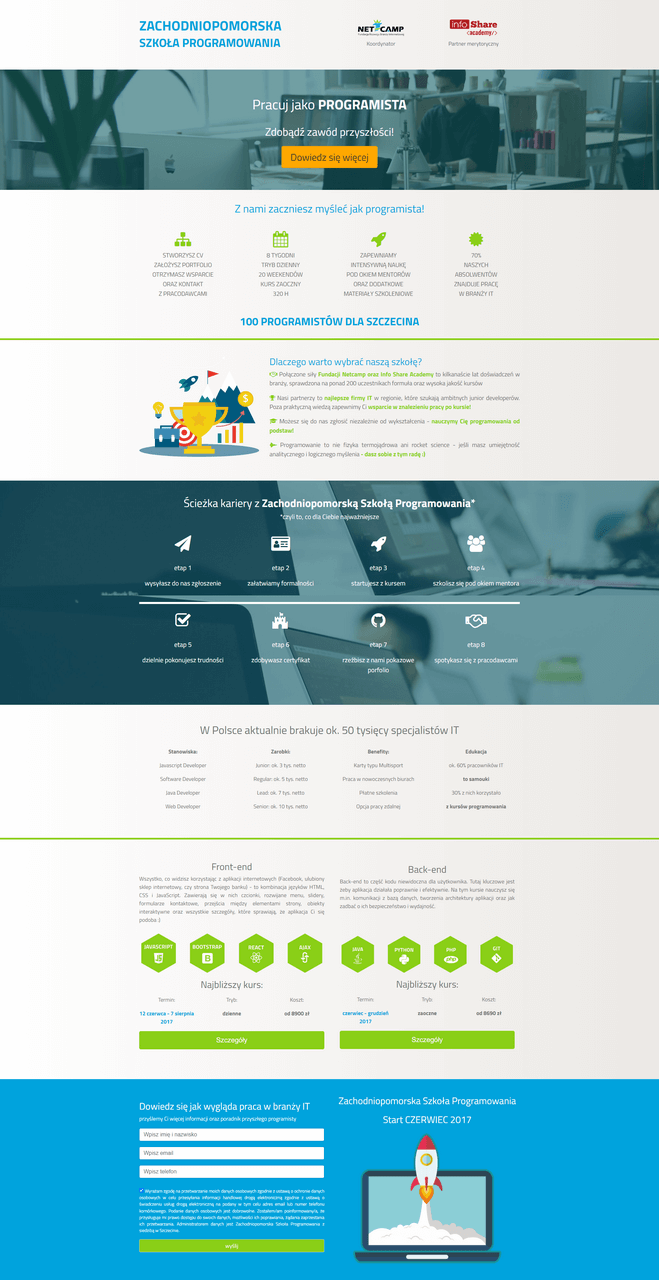 ZACHODNIOPOMORSKA
SZKOŁA PROGRAMOWANIA
NETCAMP
Koordynator
info Share
<academy/>
Partner merytoryczny
Pracuj jako PROGRAMISTA
Zdobądź zawód przyszłości!
Dowiedz się więcej
Z nami zaczniesz myśleć jak programista!
STWORZYSZ CV
ZAŁOŻYSZ PORTFOLIO
OTRZYMASZ WSPARCIE
ORAZ KONTAKT
Z PRACODAWCAMI
8 TYGODNI
TRYB DZIENNY
20 WEEKENDÓW
KURS ZAOCZNY
320 H
ZAPEWNIAMY
INTENSYWNĄ NAUKĘ
POD OKIEM MENTORÓW
ORAZ DODATKOWE
MATERIAŁY SZKOLENIOWE
70%
NASZYCH
ABSOLWENTÓW
ZNAJDUJE PRACĘ
W BRANŻY IT
100 PROGRAMISTÓW DLA SZCZECINA
Dlaczego warto wybrać naszą szkołę?
Połączone siły Fundacji Netcamp oraz Info Share Academy to kilkanaście lat doświadczeń w
branży, sprawdzona na ponad 200 uczestnikach formuła oraz wysoka jakość kursów
Nasi partnerzy to najlepsze firmy IT w regionie, które szukają ambitnych junior developerów.
Poza praktyczną wiedzą zapewnimy Ci wsparcie w znalezieniu pracy po kursie!
Możesz się do nas zgłosić niezależnie od wykształcenia - nauczymy Cię programowania od
podstaw!
Programowanie to nie fizyka termojądrowa ani rocket science - jeśli masz umiejętność
analitycznego i logicznego myślenia - dasz sobie z tym radę :)
Ścieżka kariery z Zachodniopomorską Szkołą Programowania*
*czyli to, co dla Ciebie najważniejsze
etap 1
wysyłasz do nas zgłoszenie
etap 2
załatwiamy formalności
etap 3
startujesz z kursem
etap 4
szkolisz się pod okiem mentora
etap 5
dzielnie pokonujesz trudności
etap 6
zdobywasz certyfikat
etap 7
rzeźbisz z nami pokazowe
porfolio
etap 8
spotykasz się z pracodawcami
W Polsce aktualnie brakuje ok. 50 tysięcy specjalistów IT
Stanowiska:
Zarobki:
Benefity:
Edukacja
Javascript Developer
Junior: ok. 3 tys. netto
Karty typu Multisport
ok. 60% pracowników IT
Software Developer
Regular: ok. 5 tys. netto
Praca w nowoczesnych biurach
to samouki
Java Developer
Lead: ok. 7 tys. netto
Płatne szkolenia
30% z nich korzystało
Web Developer
Senior: ok. 10 tys. netto
Opcja pracy zdalnej
z kursów programowania
Front-end
Wszystko, co widzisz korzystając z aplikacji internetowych (Facebook, ulubiony
sklep internetowy, czy strona Twojego banku) - to kombinacja języków HTML,
CSS i JavaScript. Zawierają się w nich czcionki, rozwijane menu, slidery,
formularze kontaktowe, przejścia między elementami strony, obiekty
interaktywne oraz wszystkie szczegóły, które sprawiają, że aplikacja Ci się
podoba :)
JAVASCRIPT
BOOTSTRAP
REACT
AJAX
Najbliższy kurs:
Termin:
Tryb:
Koszt:
12 czerwca - 7 sierpnia
2017
dzienne
od 8900 zł
Szczegóły
Back-end
Back-end to część kodu niewidoczna dla użytkownika. Tutaj kluczowe jest
żeby aplikacja działała poprawnie i efektywnie. Na tym kursie nauczysz się
m.in. komunikacji z bazą danych, tworzenia architektury aplikacji oraz jak
zadbać o ich bezpieczeństwo i wydajność
JAVA
PYTHON
PHP
php
GIT
Najbliższy kurs:
Termin:
Tryb:
Koszt:
czerwiec - grudzień
2017
zaoczne
od 8690 zł
Szczegóły
Dowiedz się jak wygląda praca w branży IT
przyślemy Ci więcej informacji oraz poradnik przyszłego programisty
Wpisz imię i nazwisko
Wpisz email
Wpisz telefon
Wyrażam zgodę na przetwarzanie moich danych osobowych zgodnie z ustawą o ochronie danych
osobowych w celu przesyłania informacji handlowej drogą elektroniczną zgodnie z ustawą o
świadczeniu usług drogą elektroniczną na podany w tym celu adres email lub numer telefonu
komórkowego. Podanie danych osobowych jest dobrowolne. Zostałem/am poinformowany/a, że
przysługuje mi prawo dostępu do swoich danych, możliwości ich poprawiania, żądania zaprzestania
ich przetwarzania. Administratorem danych jest Zachodniopomorska Szkoła Programowania z
siedzibą w Szczecinie.
wyślij
Zachodniopomorska Szkoła Programowania
Start CZERWIEC 2017